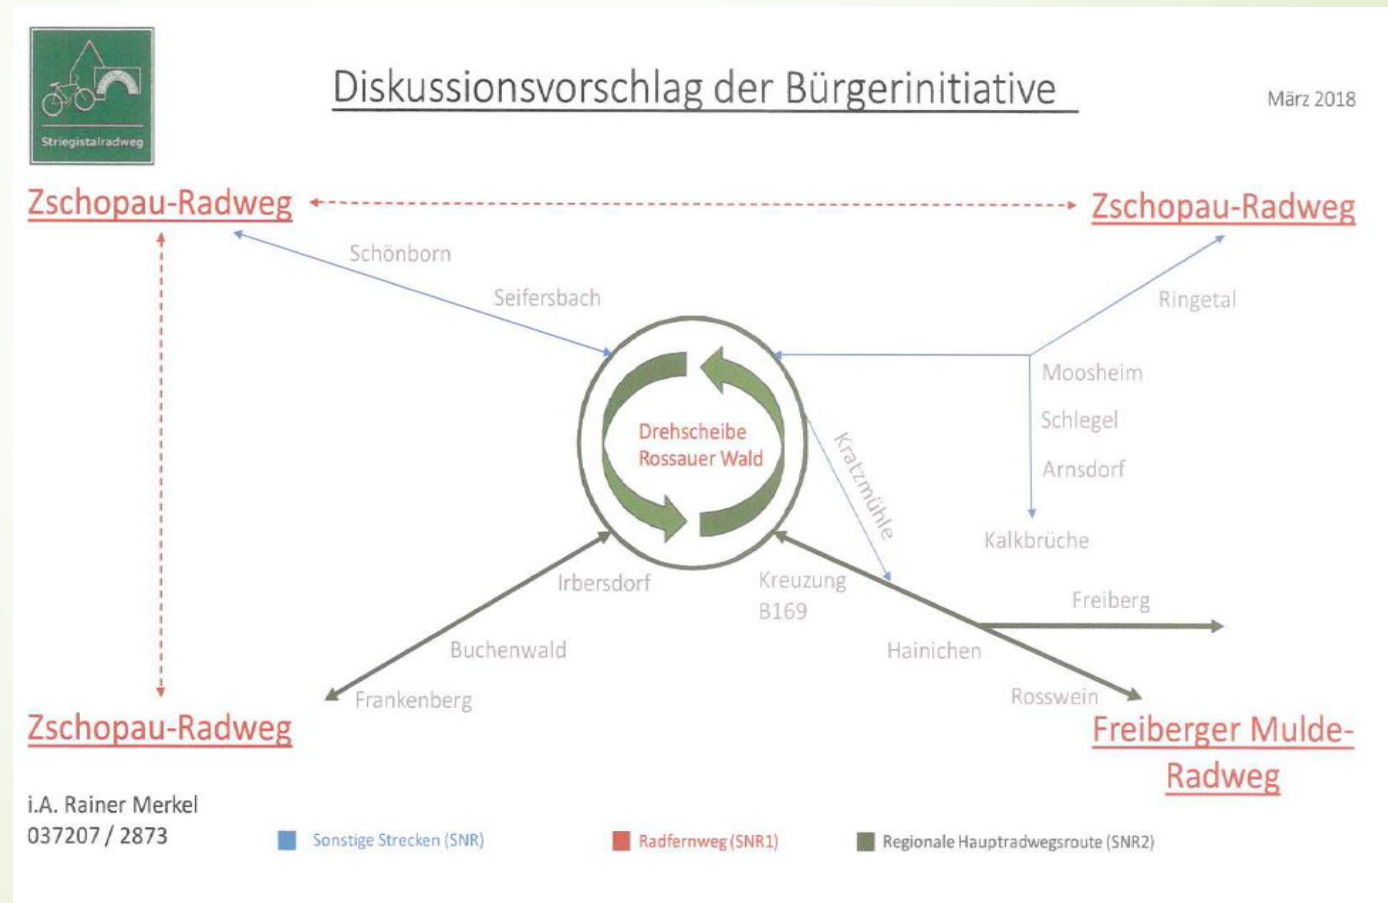 Striegistalradweg
Diskussionsvorschlag der Bürgerinitiative
März 2018
Zschopau-Radweg
Zschopau-Radweg
Schönborn
Seifersbach
Ringetal
Moosheim
Schlegel
Arnsdorf
Kalkbrüche
Drehscheibe
Rossauer Wald
Kratzmühle
Irbersdorf
Kreuzung
B169
Freiberg
Buchenwald
Hainichen
Frankenberg
Rosswein
Zschopau-Radweg
Freiberger Mulde-
Radweg
i.A. Rainer Merkel
037207 / 2873
Sonstige Strecken (SNR)
Radfernweg (SNR1)
Regionale Hauptradwegsroute (SNR2)